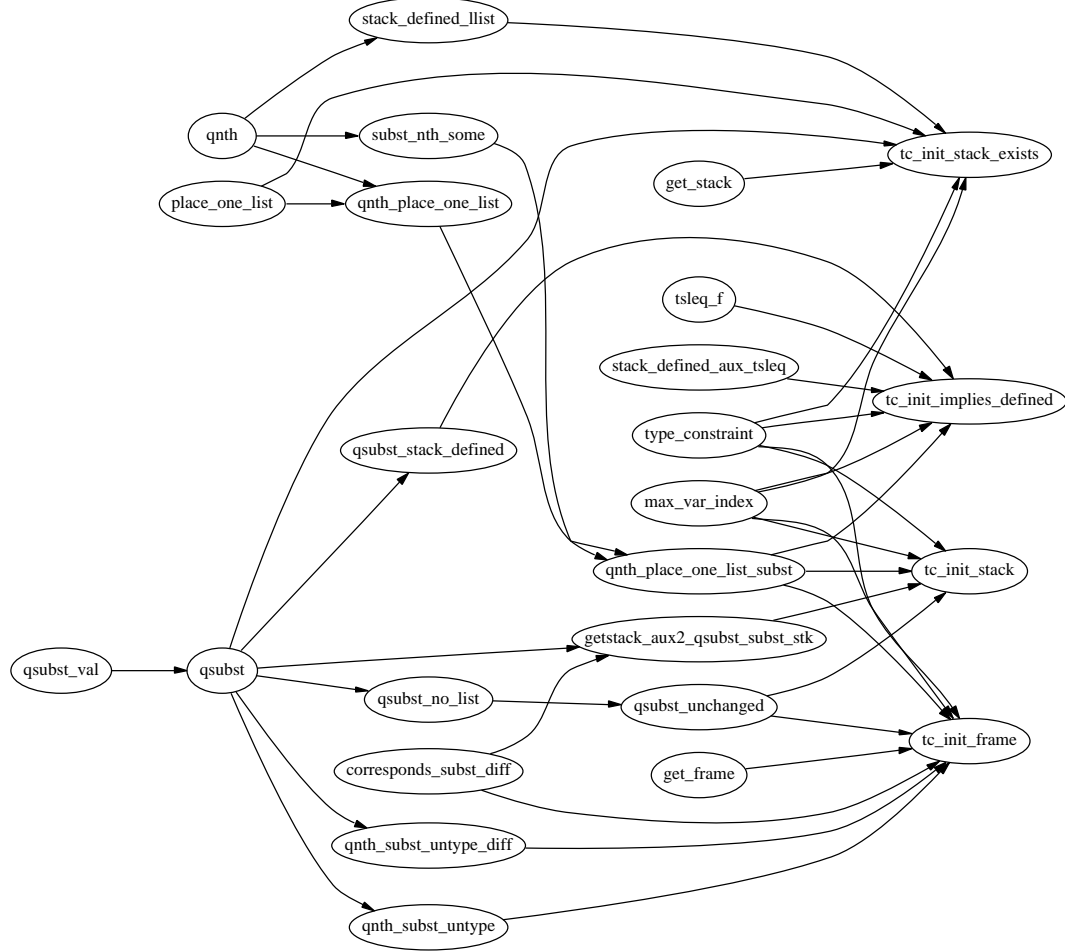 stack_defined_llist
qnth
subst_nth_some
tc_init_stack_exists
get_stack
place_one_list
qnth_place_one_list
tsleq_f
stack_defined_aux_tsleq
tc_init_implies_defined
type_constraint
qsubst_stack_defined
max_var_index
qnth_place_one_list_subst
tc_init_stack
getstack_aux2_qsubst_subst_stk
qsubst_val
qsubst
qsubst_no_list
qsubst_unchanged
tc_init_frame
corresponds_subst_diff
get_frame
qnth_subst_untype_diff
qnth_subst_untype